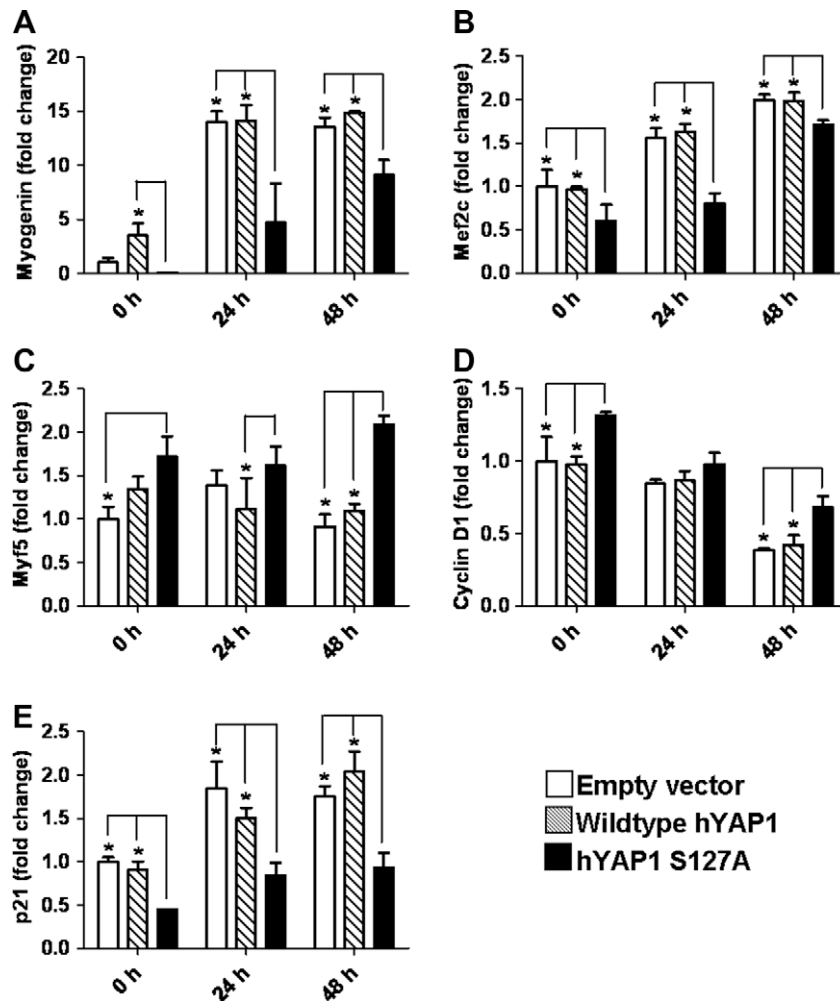 A
Myogenin (fold change)
20
15
10
5
0
* * * * *
0 h
24 h
48 h
B
Mef2c (fold change)
2.5
2.0
1.5
1.0
0.5
0.0
* * * * * *
0 h
24 h
48 h
C
Myf5 (fold change)
2.5
2.0
1.5
1.0
0.5
0.0
* * * *
0 h
24 h
48 h
D
Cyclin D1 (fold change)
1.5
1.0
0.5
0.0
* * * *
0 h
24 h
48 h
E
p21 (fold change)
2.5
2.0
1.5
1.0
0.5
0.0
* * * * * *
0 h
24 h
48 h
Empty vector
Wildtype hYAP1
hYAP1 S127A